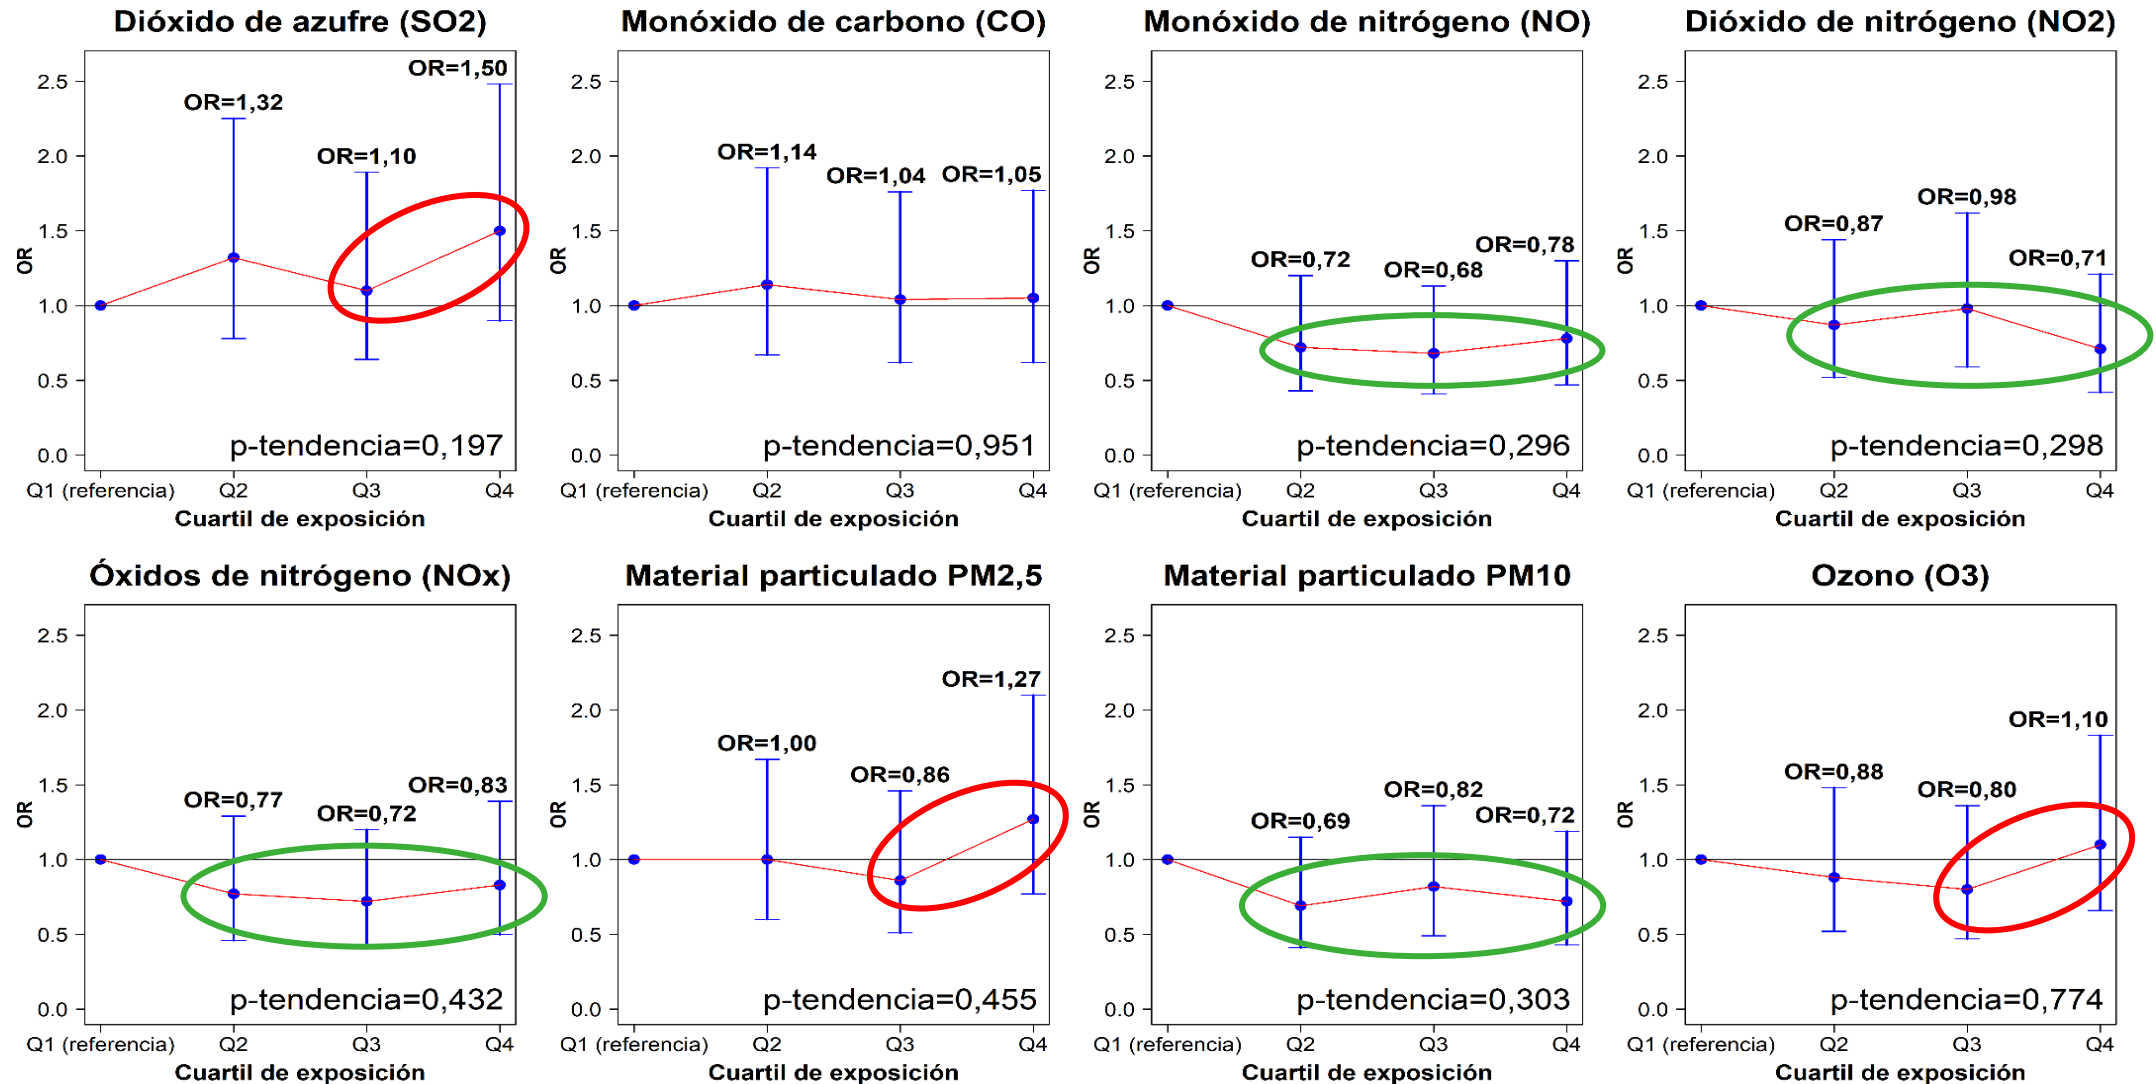 Dióxido de azufre (SO2)
OR
2.5
2.0
1.5
1.0
0.5
0.0
OR=1,32
OR=1,10
OR=1,50
p-tendencia=0,197
Q1 (referencia) Q2 Q3 Q4
Cuartil de exposición
Monóxido de carbono (CO)
OR
2.5
2.0
1.5
1.0
0.5
0.0
OR=1,14
OR=1,04
OR=1,05
p-tendencia=0,951
Q1 (referencia) Q2 Q3 Q4
Cuartil de exposición
Monóxido de nitrógeno (NO)
OR
2.5
2.0
1.5
1.0
0.5
0.0
OR=0,72
OR=0,68
OR=0,78
p-tendencia=0,296
Q1 (referencia) Q2 Q3 Q4
Cuartil de exposición
Dióxido de nitrógeno (NO2)
OR
2.5
2.0
1.5
1.0
0.5
0.0
OR=0,87
OR=0,98
OR=0,71
p-tendencia=0,298
Q1 (referencia) Q2 Q3 Q4
Cuartil de exposición
Óxidos de nitrógeno (NOx)
OR
2.5
2.0
1.5
1.0
0.5
0.0
OR=0,77
OR=0,72
OR=0,83
p-tendencia=0,432
Q1 (referencia) Q2 Q3 Q4
Cuartil de exposición
Material particulado PM2,5
OR
2.5
2.0
1.5
1.0
0.5
0.0
OR=1,00
OR=0,86
OR=1,27
p-tendencia=0,455
Q1 (referencia) Q2 Q3 Q4
Cuartil de exposición
Material particulado PM10
OR
2.5
2.0
1.5
1.0
0.5
0.0
OR=0,69
OR=0,82
OR=0,72
p-tendencia=0,303
Q1 (referencia) Q2 Q3 Q4
Cuartil de exposición
Ozono (O3)
OR
2.5
2.0
1.5
1.0
0.5
0.0
OR=0,88
OR=0,80
OR=1,10
p-tendencia=0,774
Q1 (referencia) Q2 Q3 Q4
Cuartil de exposición